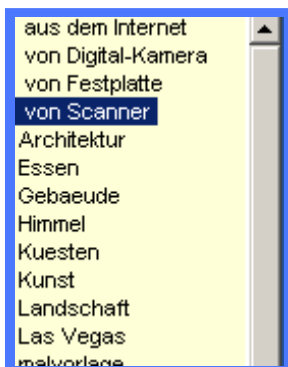 aus dem Internet
von Digital-Kamera
von Festplatte
von Scanner
Architektur
Essen
Gebaeude
Himmel
Kuesten
Kunst
Landschaft
Las Vegas
malvorlage